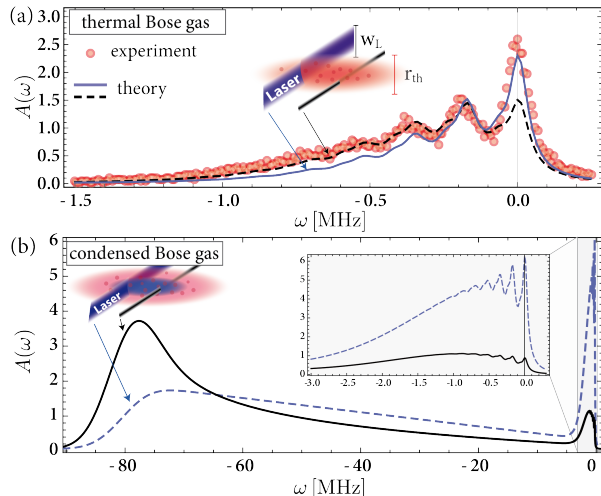 (a)
thermal Bose gas
experiment
theory
Laser
w_L
r_th
A(ω)
2.5
2.0
1.5
1.0
0.5
0.0
-1.5
-1.0
-0.5
0.0
ω [MHz]
(b)
condensed Bose gas
Laser
A(ω)
6
5
4
3
2
1
0
6
5
4
3
2
1
0
-3.0
-2.5
-2.0
-1.5
-1.0
-0.5
0.0
-80
-60
-40
-20
0
ω [MHz]